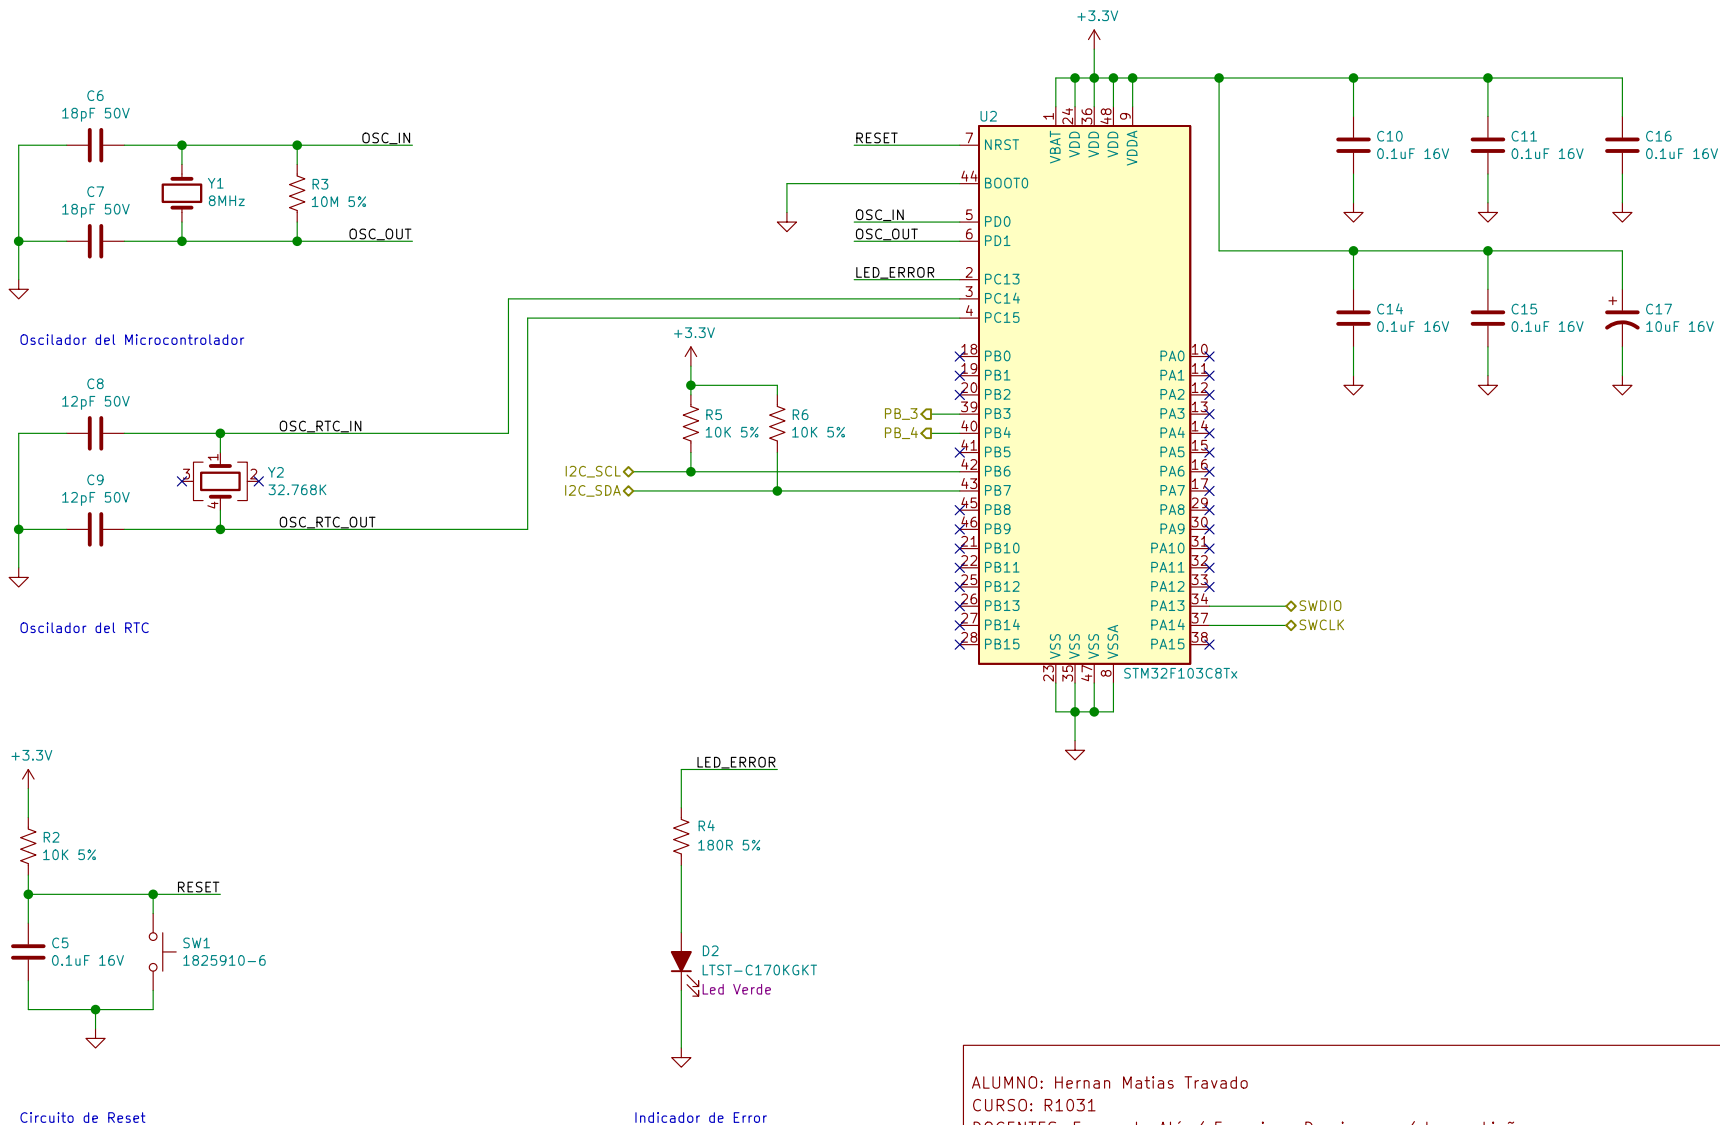 +3.3V
C6
18pF 50V
OSC_IN
C7
18pF 50V
Y1
8MHz
R3
10M 5%
OSC_OUT
Oscilador del Microcontrolador
C8
12pF 50V
OSC_RTC_IN
C9
12pF 50V
3
1
2
4
Y2
32.768K
OSC_RTC_OUT
Oscilador del RTC
+3.3V
R5
10K 5%
R6
10K 5%
I2C_SCL
I2C_SDA
PB_3
PB_4
RESET
OSC_IN
OSC_OUT
LED_ERROR
U2
1 VBAT
24 VDD
36 VDD
48 VDD
9 VDDA
7 NRST
44 BOOT0
5 PD0
6 PD1
2 PC13
3 PC14
4 PC15
18 PB0
19 PB1
20 PB2
39 PB3
40 PB4
41 PB5
42 PB6
43 PB7
45 PB8
46 PB9
21 PB10
22 PB11
25 PB12
26 PB13
27 PB14
28 PB15
PA0 10
PA1 11
PA2 12
PA3 13
PA4 14
PA5 15
PA6 16
PA7 17
PA8 29
PA9 30
PA10 31
PA11 32
PA12 33
PA13 34
PA14 37
PA15 38
23 VSS
35 VSS
47 VSS
8 VSSA
STM32F103C8Tx
SWDIO
SWCLK
C10
0.1uF 16V
C11
0.1uF 16V
C16
0.1uF 16V
C14
0.1uF 16V
C15
0.1uF 16V
+
C17
10uF 16V
+3.3V
R2
10K 5%
RESET
C5
0.1uF 16V
SW1
1825910-6
Circuito de Reset
LED_ERROR
R4
180R 5%
D2
LTST-C170KGKT
Led Verde
Indicador de Error
ALUMNO: Hernan Matias Travado
CURSO: R1031